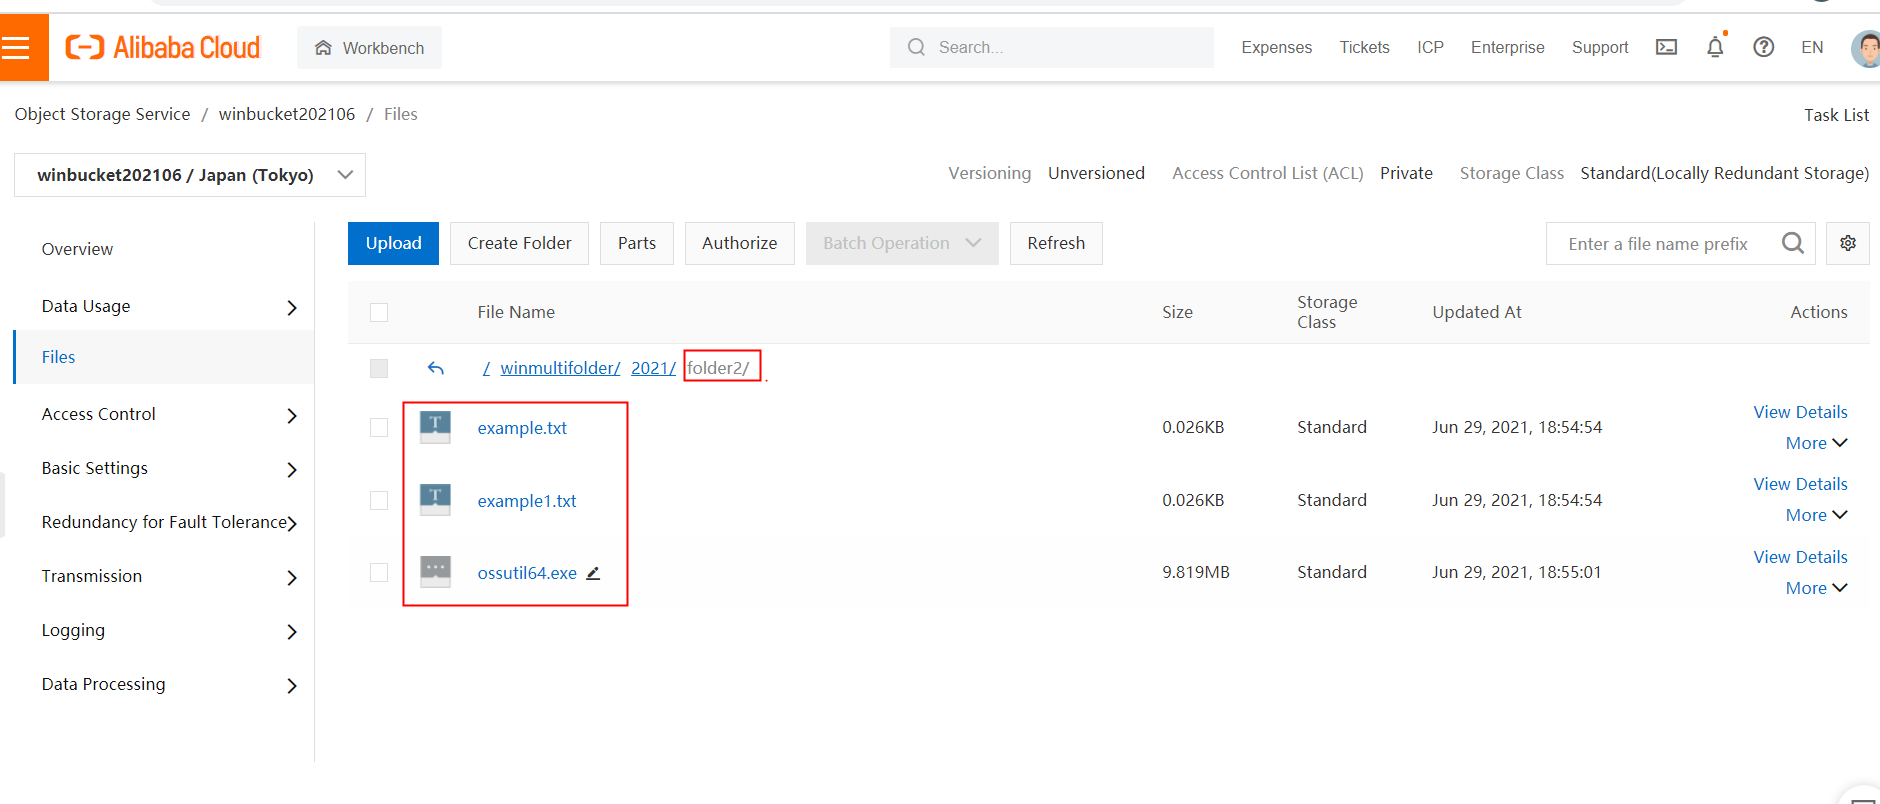 Alibaba Cloud Workbench Search... Expenses Tickets ICP Enterprise Support EN
Object Storage Service / winbucket202106 / Files Task List
winbucket202106 / Japan (Tokyo) Versioning Unversioned Access Control List (ACL) Private Storage Class Standard(Locally Redundant Storage)
Overview
Data Usage
Files
Access Control
Basic Settings
Redundancy for Fault Tolerance
Transmission
Logging
Data Processing
Upload Create Folder Parts Authorize Batch Operation Refresh Enter a file name prefix
File Name Size Storage Class Updated At Actions
/ winmultifolder/ 2021/ folder2/
example.txt 0.026KB Standard Jun 29, 2021, 18:54:54 View Details More
example1.txt 0.026KB Standard Jun 29, 2021, 18:54:54 View Details More
ossutil64.exe 9.819MB Standard Jun 29, 2021, 18:55:01 View Details More